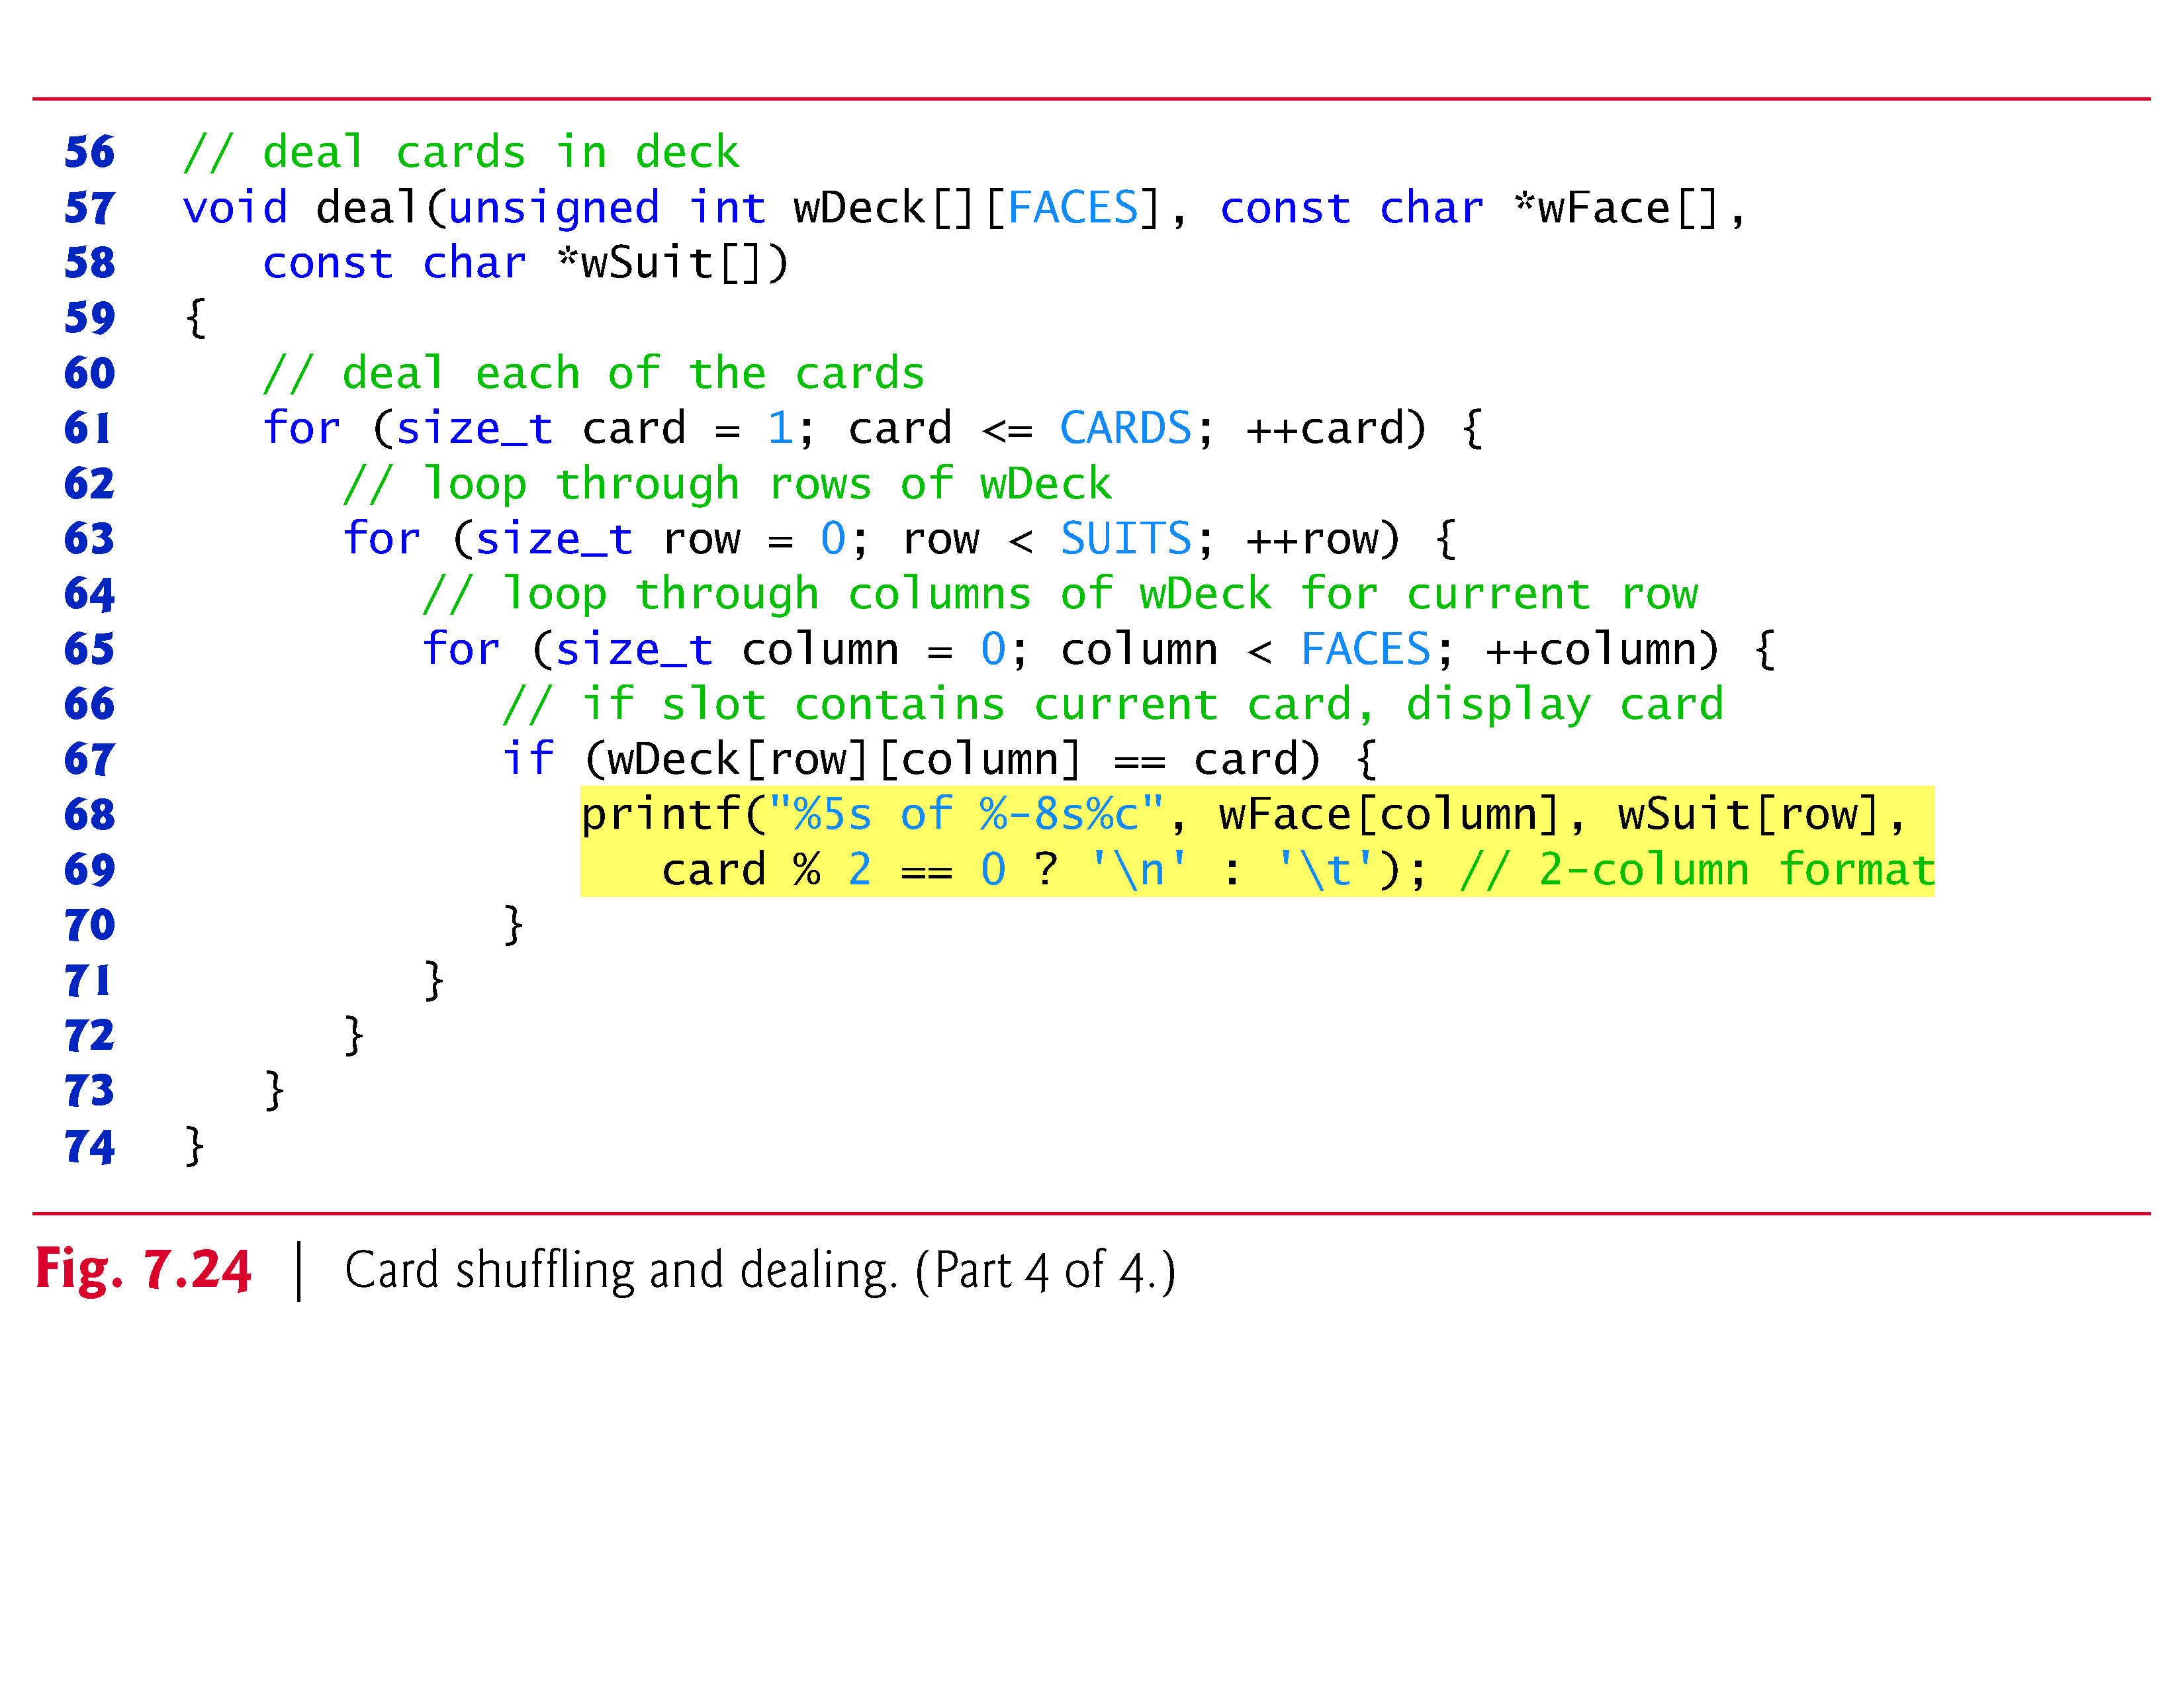 56 // deal cards in deck
57 void deal(unsigned int wDeck[][FACES], const char *wFace[],
58    const char *wSuit[])
59 {
60    // deal each of the cards
61    for (size_t card = 1; card <= CARDS; ++card) {
62       // loop through rows of wDeck
63       for (size_t row = 0; row < SUITS; ++row) {
64          // loop through columns of wDeck for current row
65          for (size_t column = 0; column < FACES; ++column) {
66             // if slot contains current card, display card
67             if (wDeck[row][column] == card) {
68                printf("%5s of %-8s%c", wFace[column], wSuit[row],
69                   card % 2 == 0 ? '\n' : '\t'); // 2-column format
70             }
71          }
72       }
73    }
74 }
Fig. 7.24 | Card shuffling and dealing. (Part 4 of 4.)